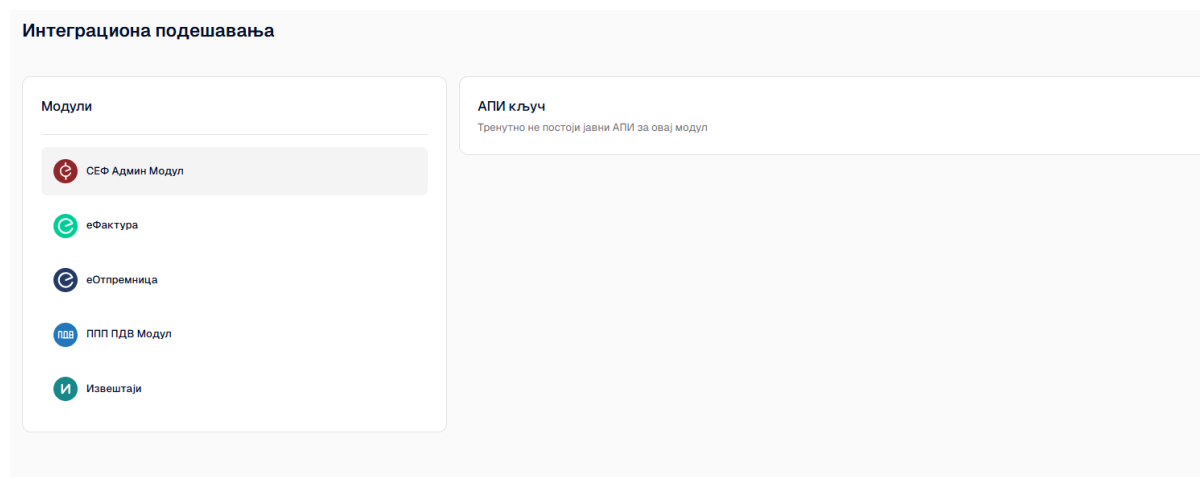 Интеграциона подешавања
Модули
СЕФ Админ Модул
еФактура
еОтпремница
ПДВ
ППП ПДВ Модул
И
Извештаји
АПИ кључ
Тренутно не постоји јавни АПИ за овај модул